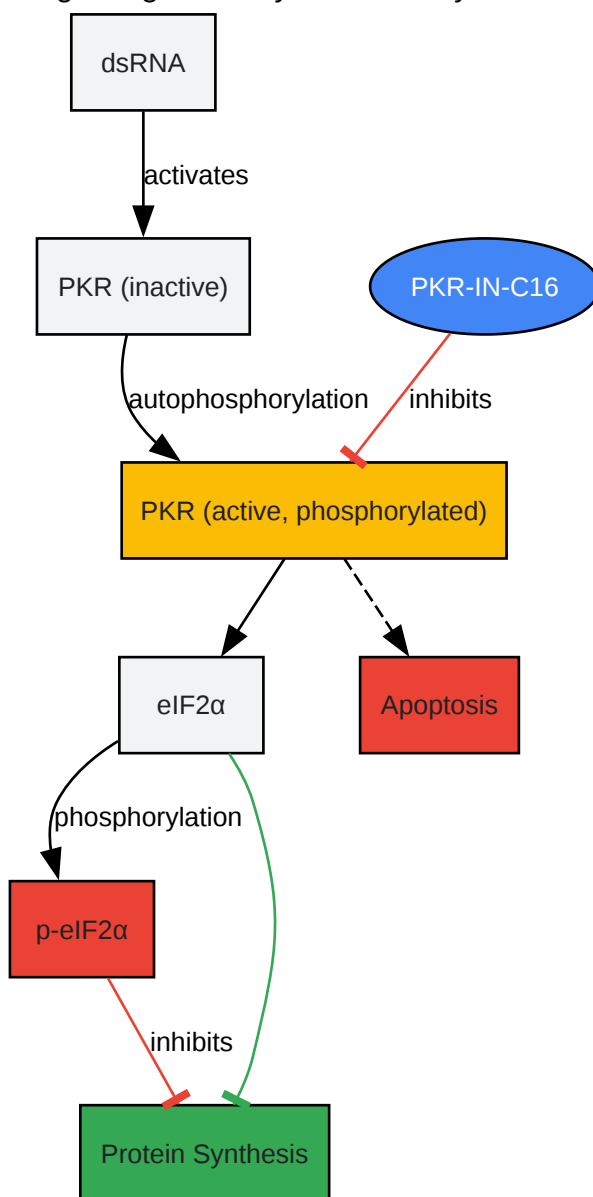 dsRNA
activates
PKR (inactive)
PKR-IN-C16
autophosphorylation
inhibits
PKR (active, phosphorylated)
eIF2α
Apoptosis
phosphorylation
p-eIF2α
inhibits
Protein Synthesis